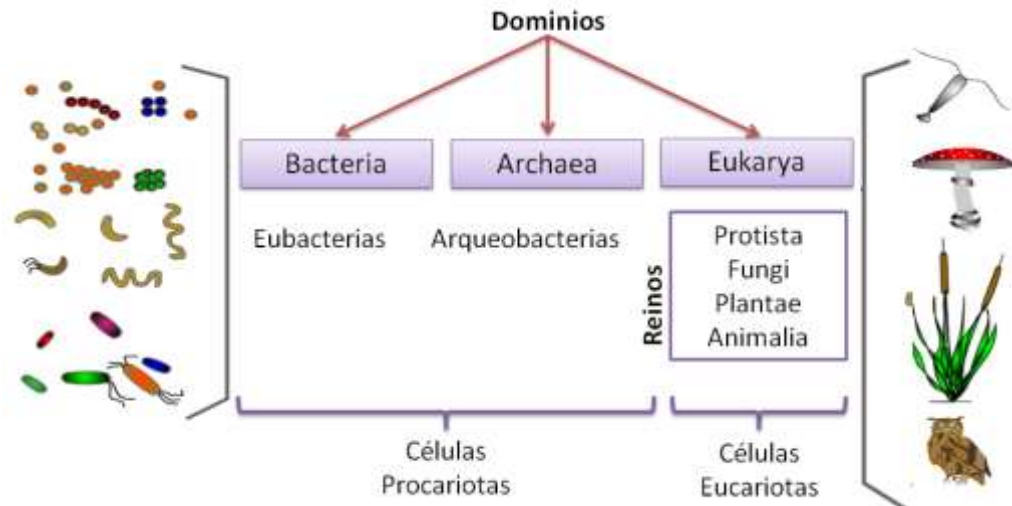 Dominios
Bacteria
Archaea
Eukarya
Eubacterias
Arqueobacterias
Reinos
Protista
Fungi
Plantae
Animalia
Células
Procariotas
Células
Eucariotas